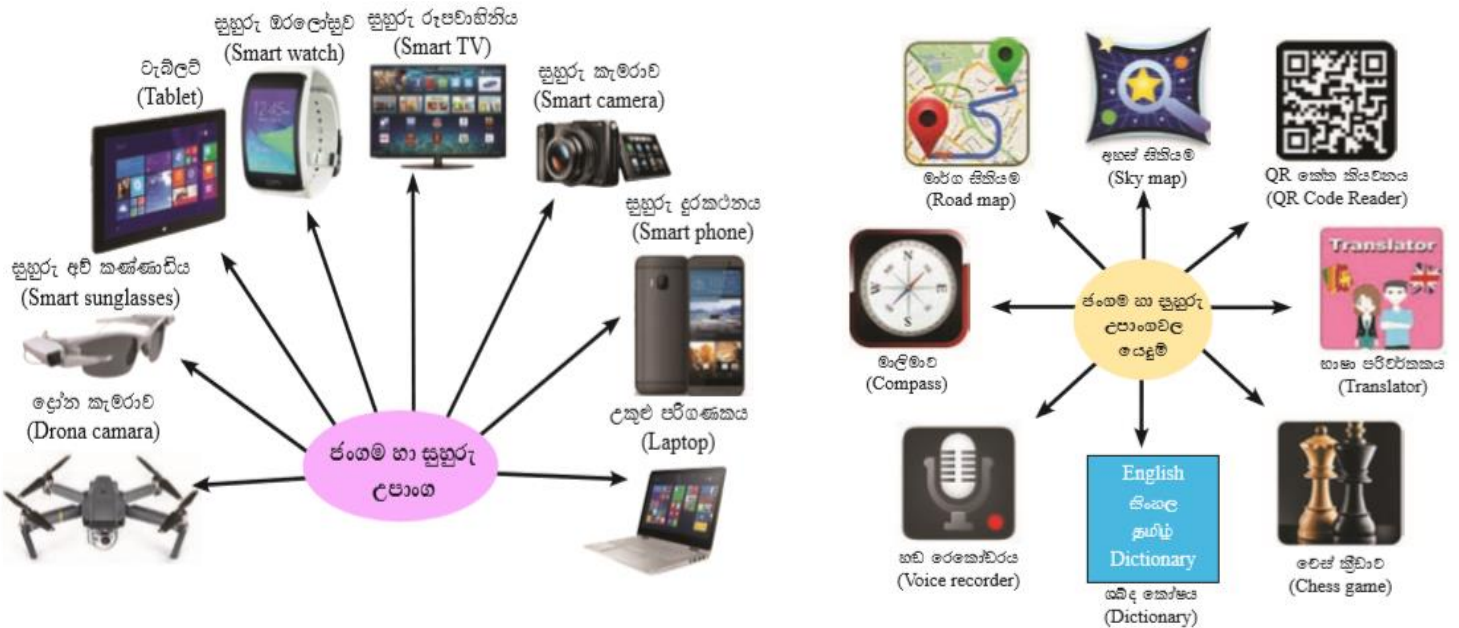 සුහුරු ඔරලෝසුව
(Smart watch)
සුහුරු රූපවාහිනිය
(Smart TV)
ටැබ්ලට්
(Tablet)
සුහුරු කැමරාව
(Smart camera)
සුහුරු දුරකථනය
(Smart phone)
සුහුරු අව් කණ්ණාඩිය
(Smart sunglasses)
ද්‍රෝන කැමරාව
(Drona camara)
උකුළු පරිගණකය
(Laptop)
ජංගම හා සුහුරු
උපාංග
මාර්ග සිතියම
(Road map)
අහස් සිතියම
(Sky map)
QR කේත කියවනය
(QR Code Reader)
N
E
S
W
මාලිමාව
(Compass)
ජංගම හා සුහුරු
උපාංගවල
යෙදුම්
Translator
භාෂා පරිවර්තකය
(Translator)
හඬ රෙකෝඩරය
(Voice recorder)
English
සිංහල
தமிழ்
Dictionary
ශබ්ද කෝෂය
(Dictionary)
චෙස් ක්‍රීඩාව
(Chess game)